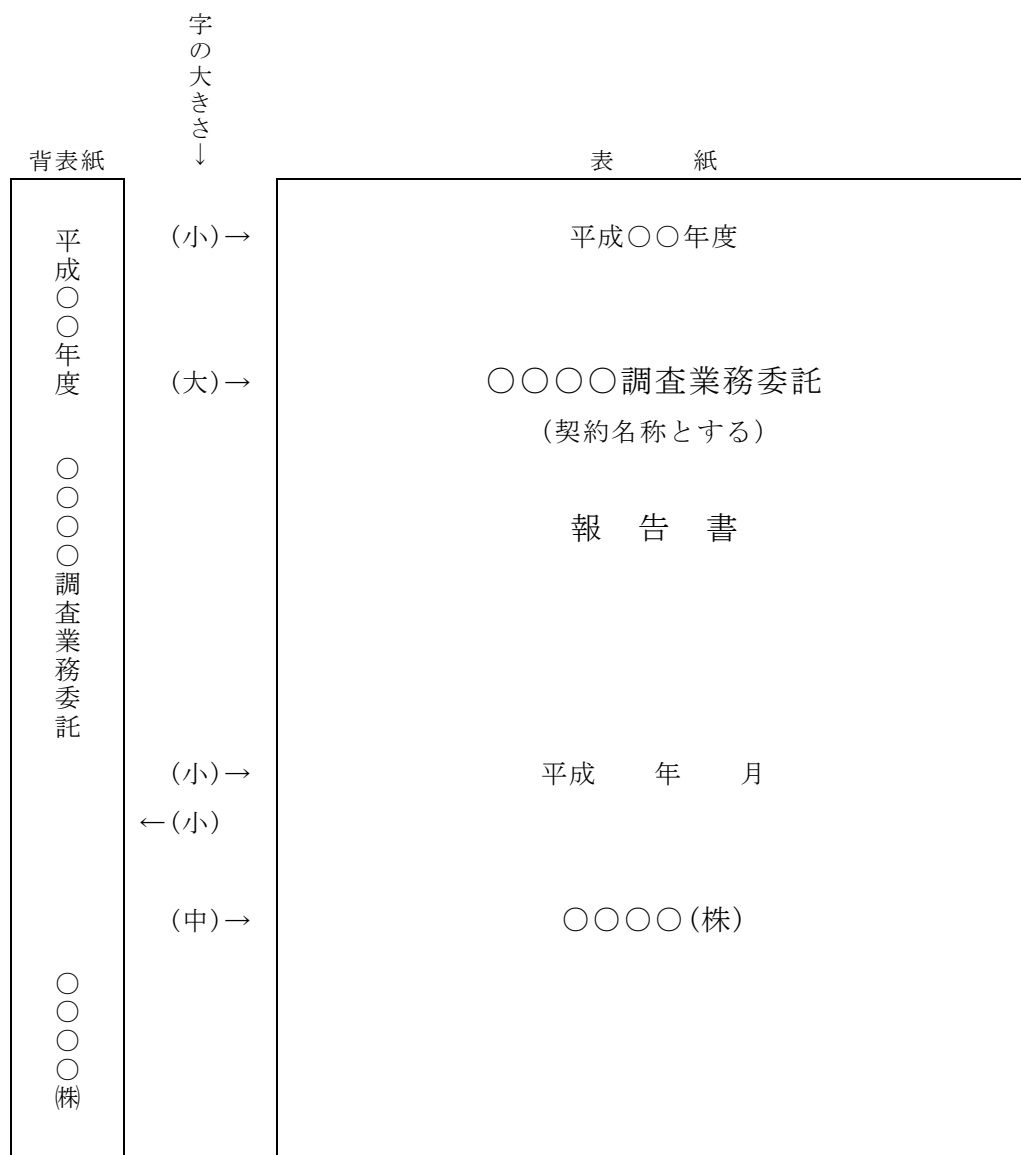 字の大きさ↓
背表紙
表　　紙
平成○○年度　○○○○調査業務委託
○○○○㈱
(小)→
平成○○年度
(大)→
○○○○調査業務委託
(契約名称とする)
報　告　書
(小)→
平成　　年　　月
←(小)
(中)→
○○○○(株)